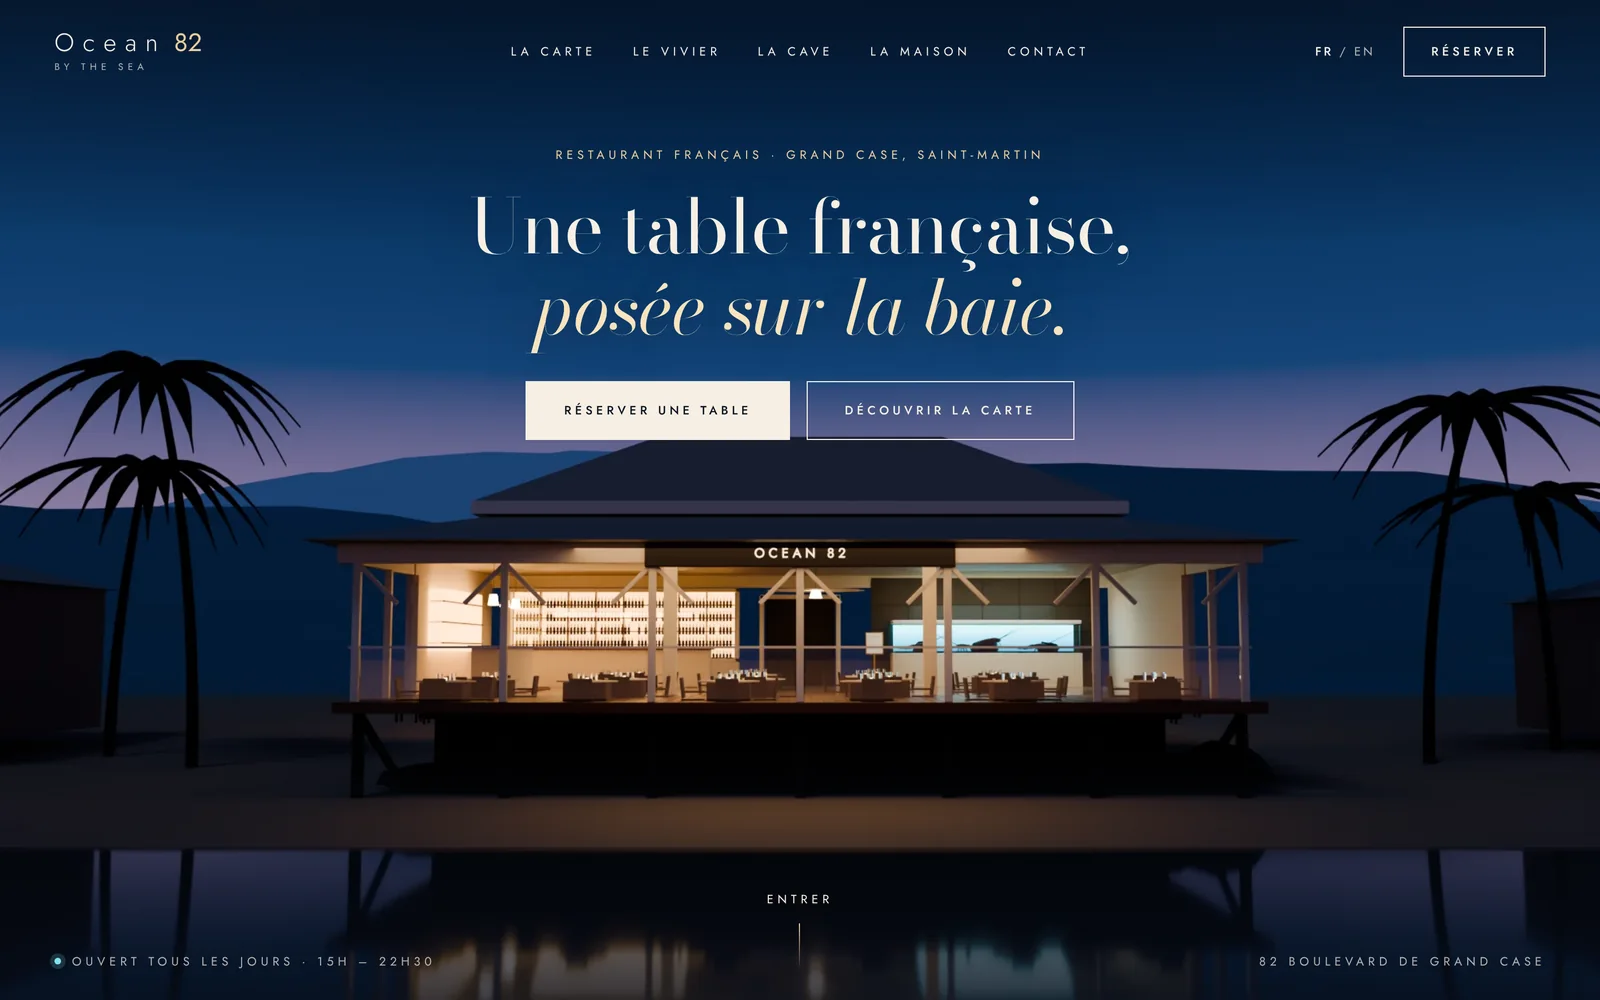 Ocean 82
BY THE SEA
LA CARTE
LE VIVIER
LA CAVE
LA MAISON
CONTACT
FR / EN
RÉSERVER
RESTAURANT FRANÇAIS · GRAND CASE, SAINT-MARTIN
Une table française,
posée sur la baie.
RÉSERVER UNE TABLE
DÉCOUVRIR LA CARTE
OCEAN 82
ENTRER
OUVERT TOUS LES JOURS · 15H – 22H30
82 BOULEVARD DE GRAND CASE